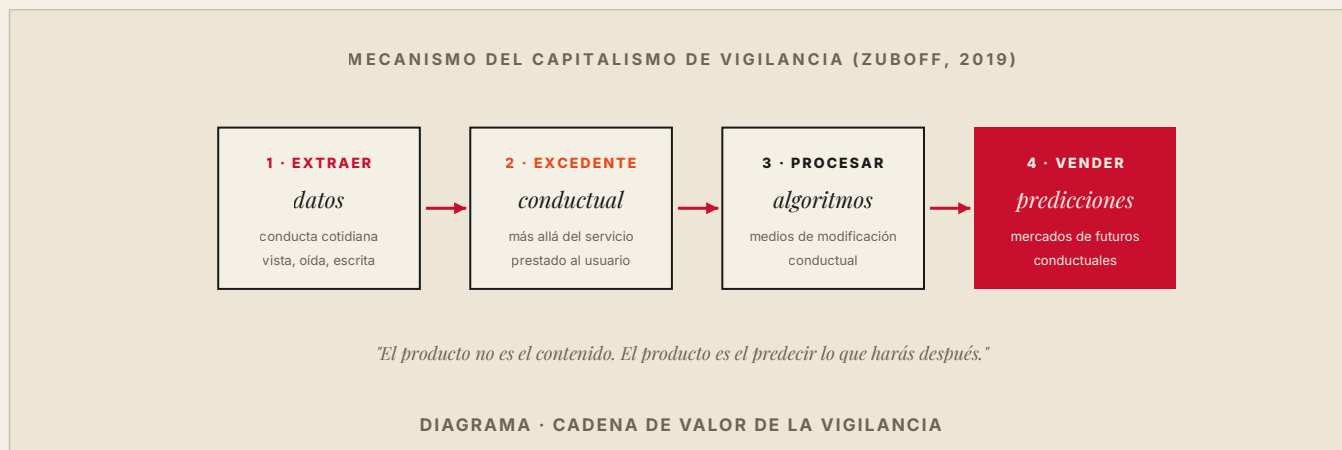 MECANISMO DEL CAPITALISMO DE VIGILANCIA (ZUBOFF, 2019)
1 · EXTRAER
datos
conducta cotidiana
vista, oída, escrita
2 · EXCEDENTE
conductual
más allá del servicio
prestado al usuario
3 · PROCESAR
algoritmos
medios de modificación
conductual
4 · VENDER
predicciones
mercados de futuros
conductuales
"El producto no es el contenido. El producto es el predecir lo que harás después."
DIAGRAMA · CADENA DE VALOR DE LA VIGILANCIA